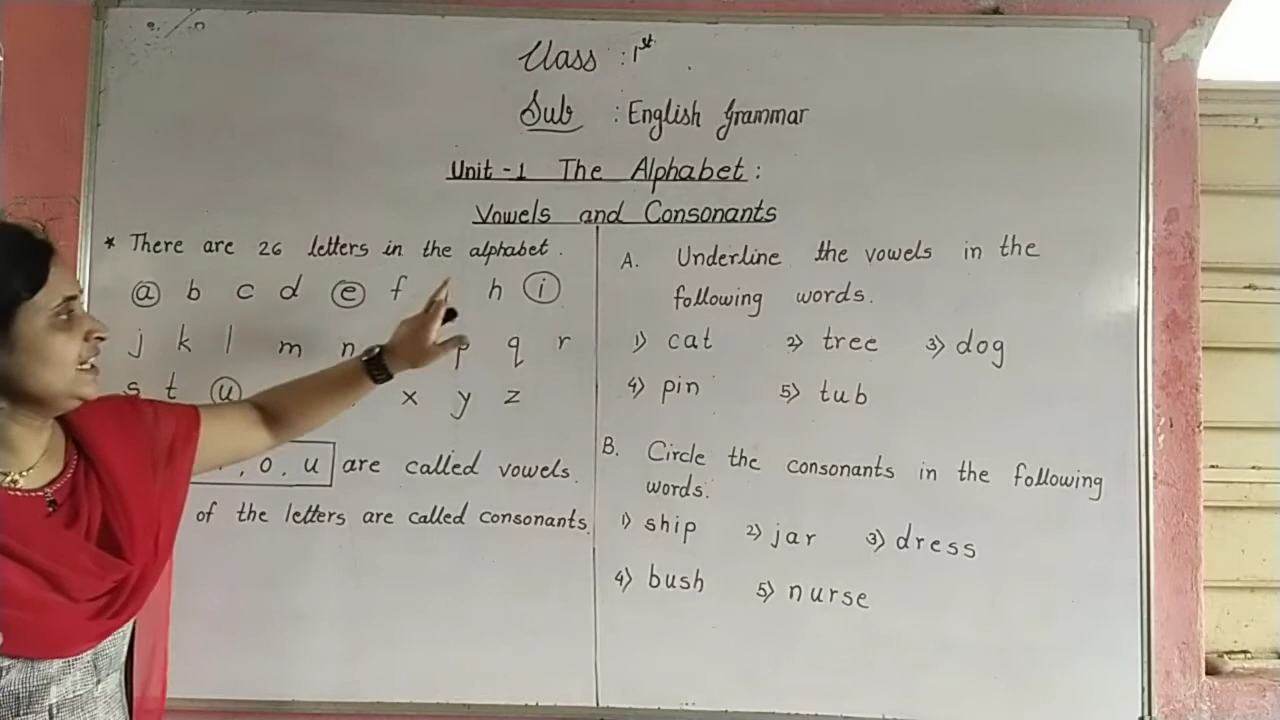 Class : 1st.
Sub : English Grammar
Unit - 1 The Alphabet :
Vowels and Consonants
* There are 26 letters in the alphabet.
a b c d e f h i
j k l m n p q r
s t u x y z
, o, u are called vowels.
of the letters are called consonants.
A. Underline the vowels in the
following words.
1) cat 2) tree 3) dog
4) pin 5) tub
B. Circle the consonants in the following
words.
1) ship 2) jar 3) dress
4) bush 5) nurse